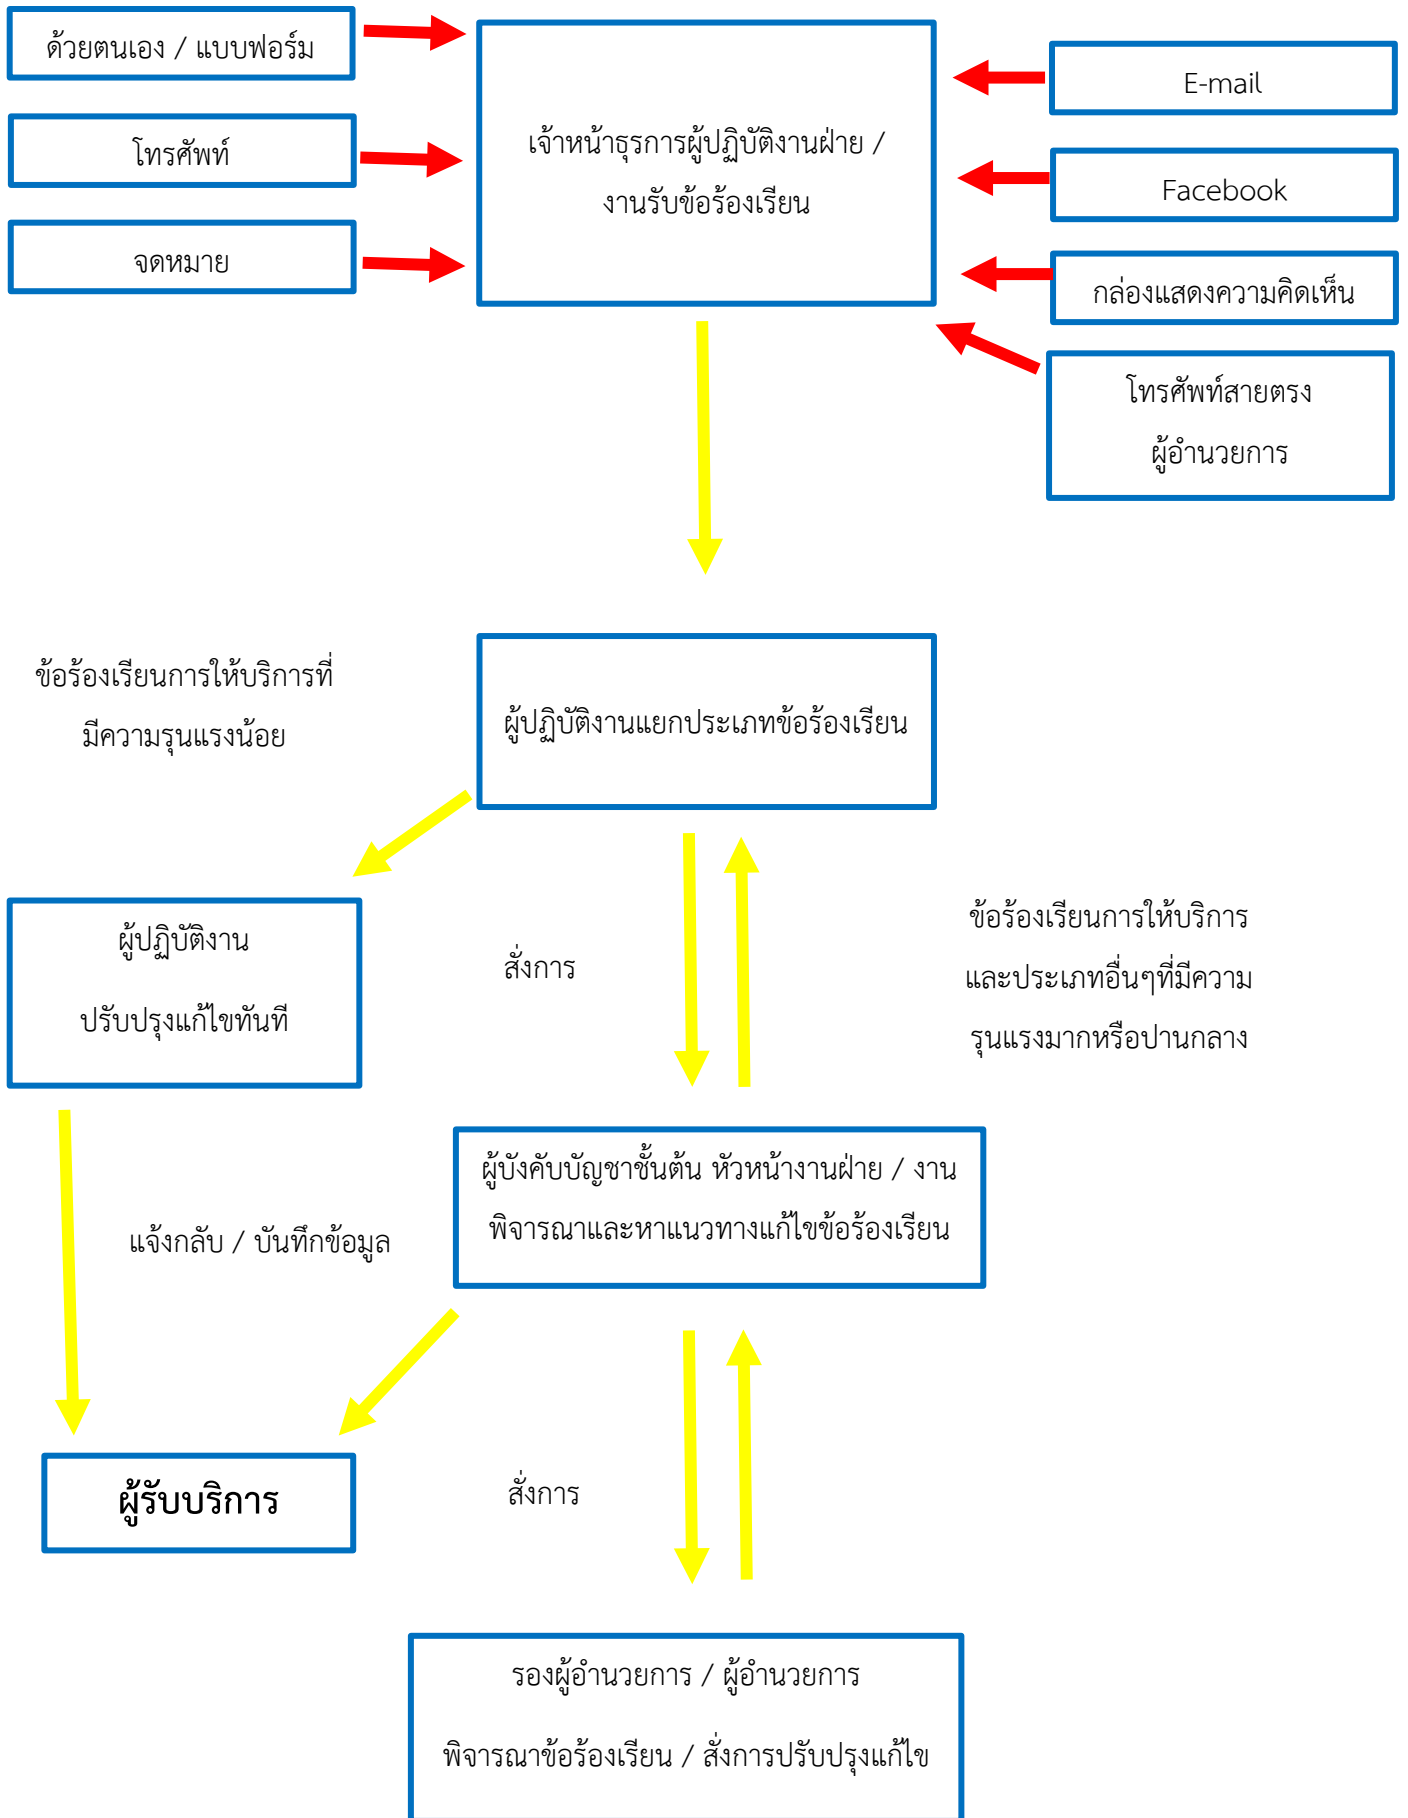 ด้วยตนเอง / แบบฟอร์ม
โทรศัพท์
จดหมาย
เจ้าหน้าธุรการผู้ปฏิบัติงานฝ่าย /
งานรับข้อร้องเรียน
E-mail
Facebook
กล่องแสดงความคิดเห็น
โทรศัพท์สายตรง
ผู้อำนวยการ
ข้อร้องเรียนการให้บริการที่
มีความรุนแรงน้อย
ผู้ปฏิบัติงานแยกประเภทข้อร้องเรียน
ผู้ปฏิบัติงาน
ปรับปรุงแก้ไขทันที
สั่งการ
ข้อร้องเรียนการให้บริการ
และประเภทอื่นๆที่มีความ
รุนแรงมากหรือปานกลาง
ผู้บังคับบัญชาชั้นต้น หัวหน้างานฝ่าย / งาน
พิจารณาและหาแนวทางแก้ไขข้อร้องเรียน
แจ้งกลับ / บันทึกข้อมูล
ผู้รับบริการ
สั่งการ
รองผู้อำนวยการ / ผู้อำนวยการ
พิจารณาข้อร้องเรียน / สั่งการปรับปรุงแก้ไข